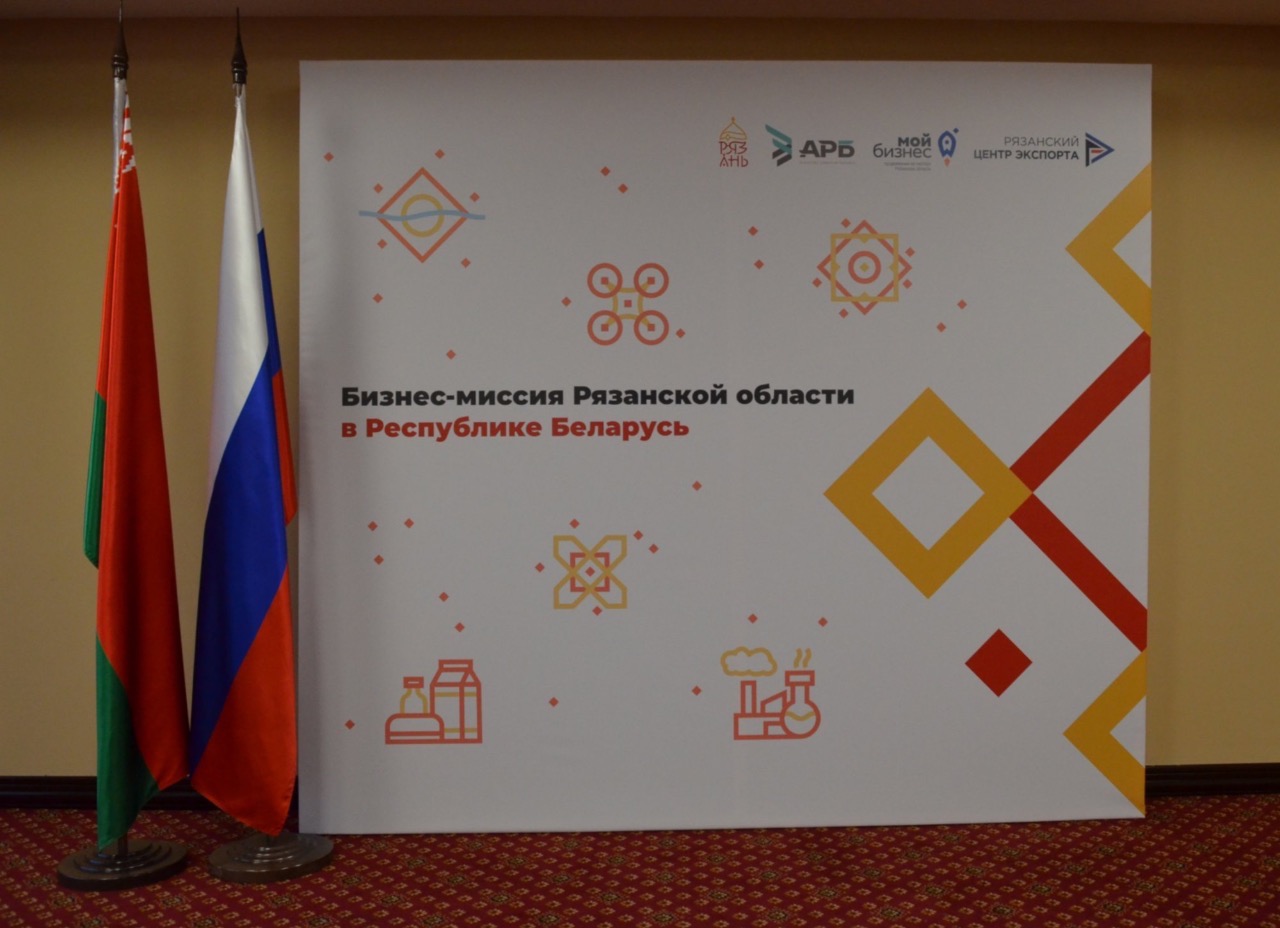 РЯЗ
АНЬ
АРБ
МОЙ
бизнес
РЯЗАНСКИЙ
ЦЕНТР ЭКСПОРТА
Бизнес-миссия Рязанской области
в Республике Беларусь